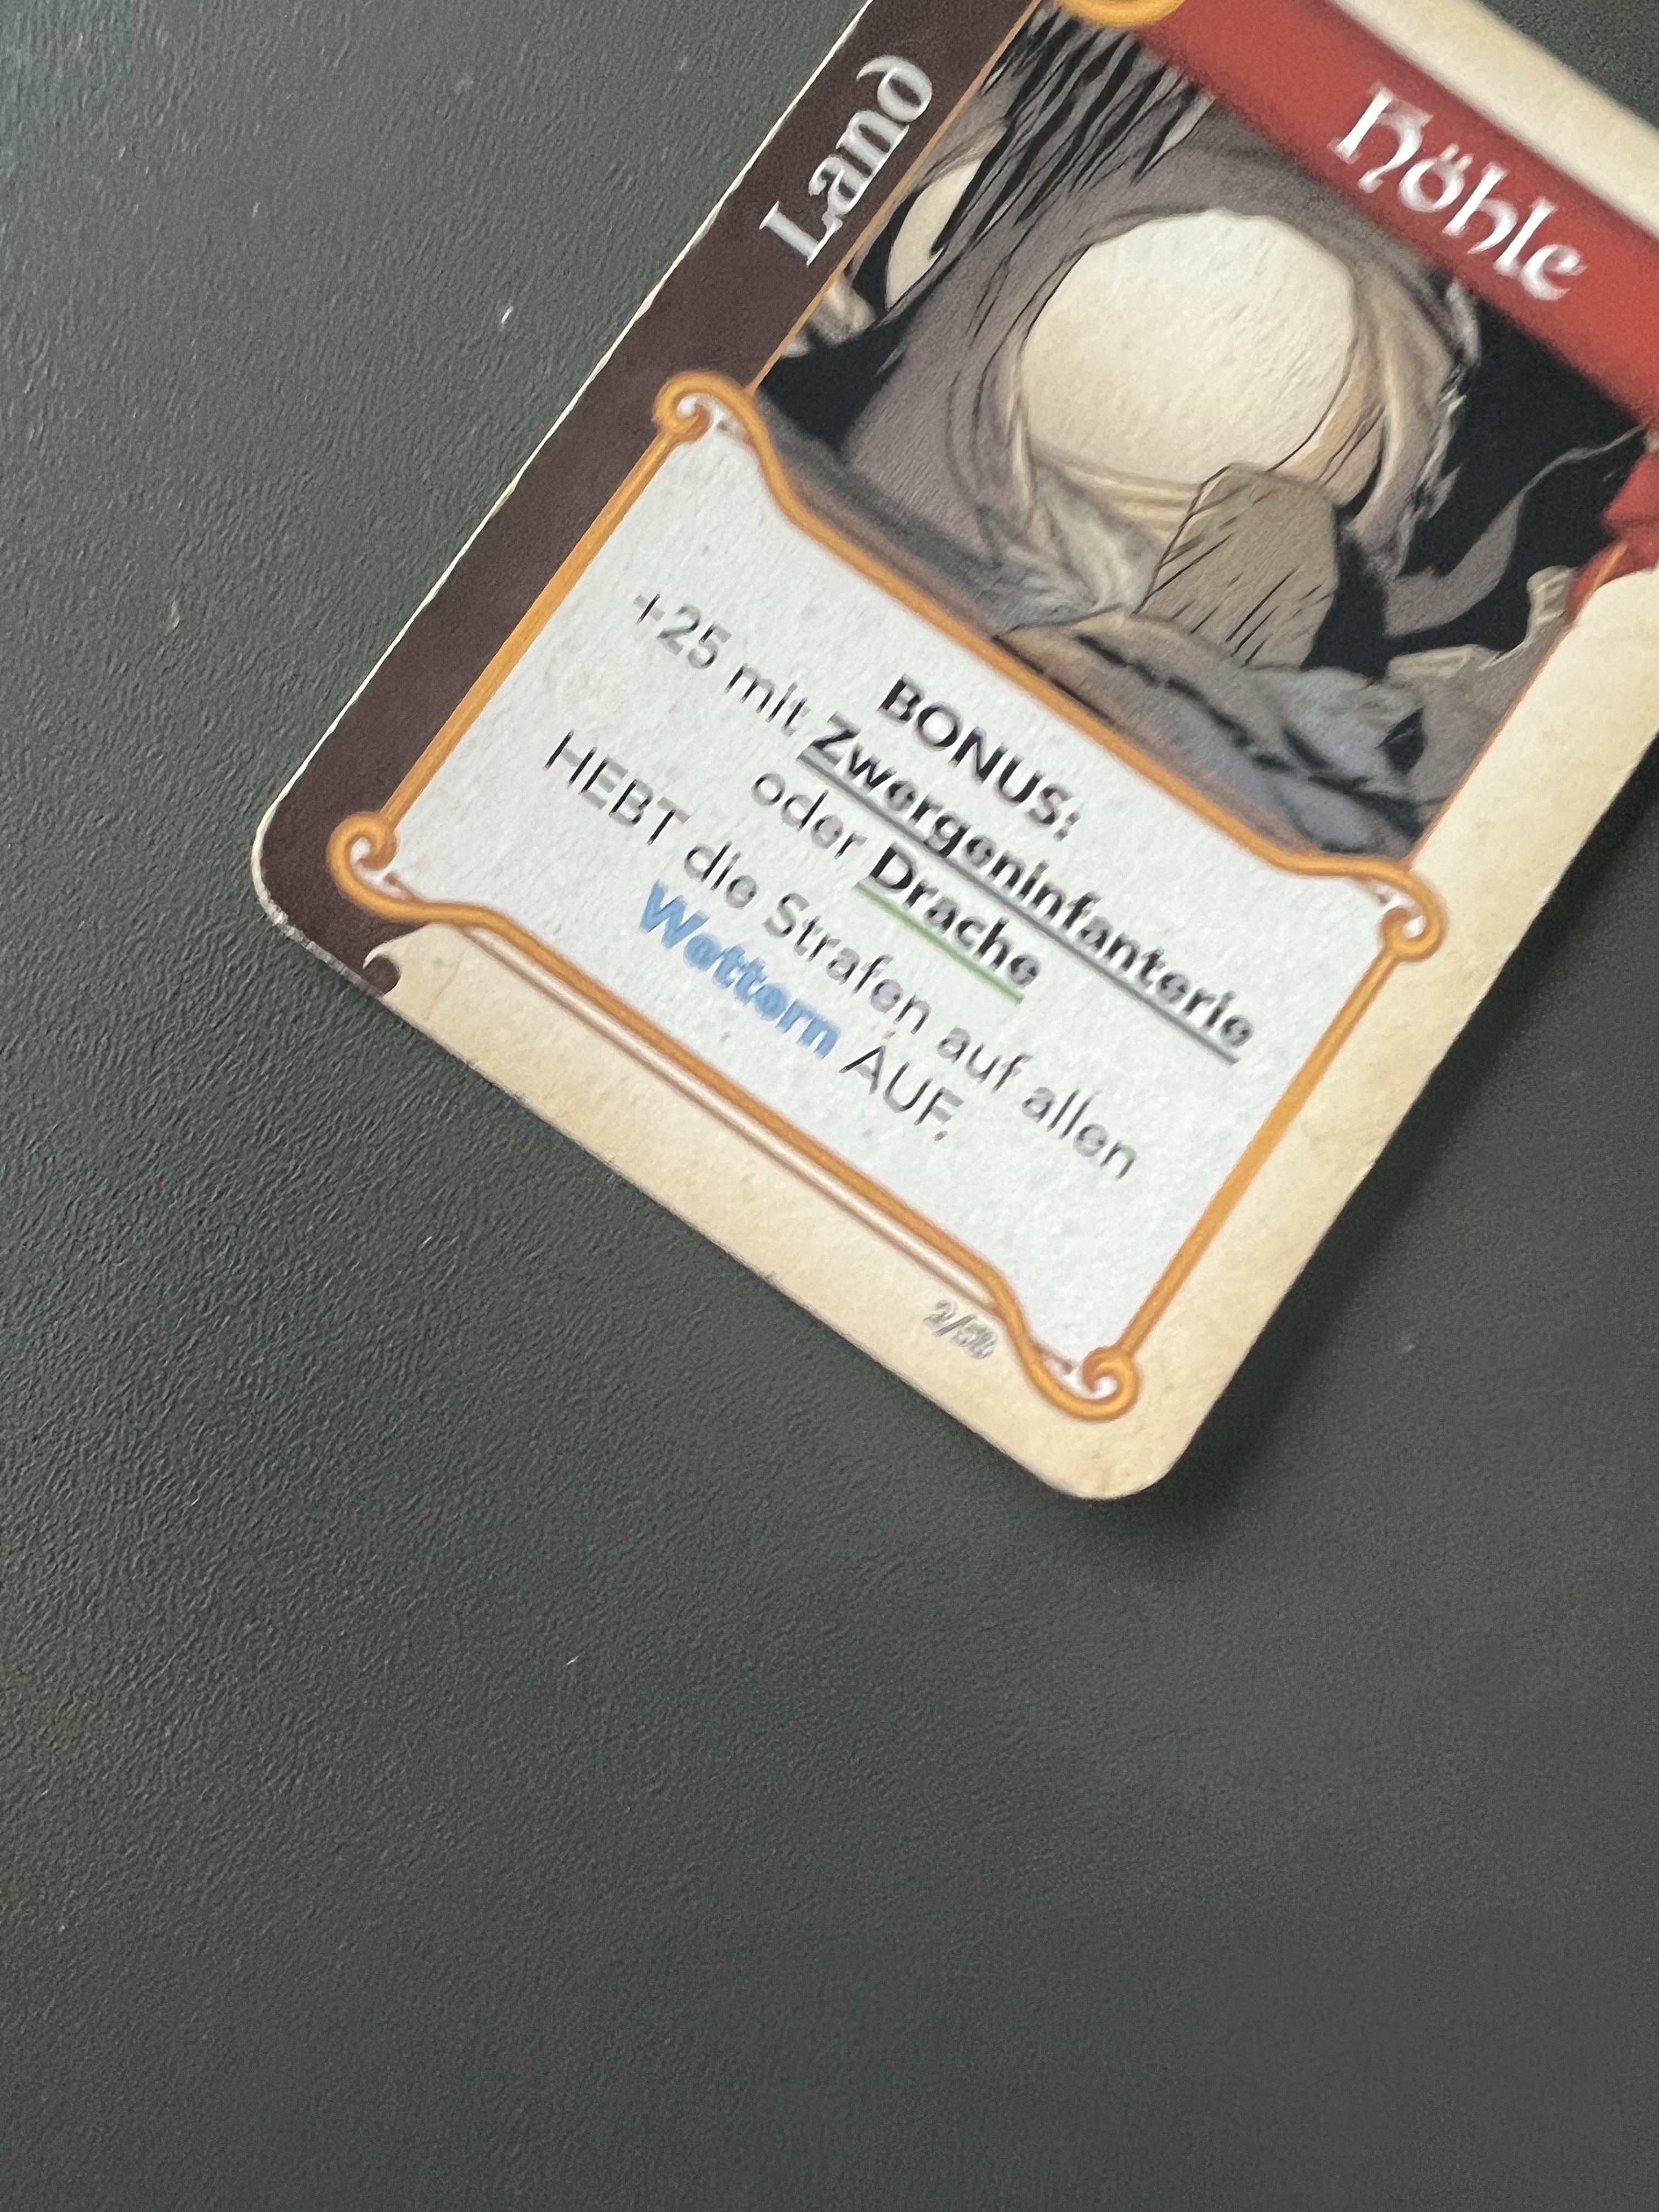 Höhle
Land
BONUS:
+25 mit Zwergeninfanterie
oder Drache
HEBT die Strafen auf allen
Wettern AUF.